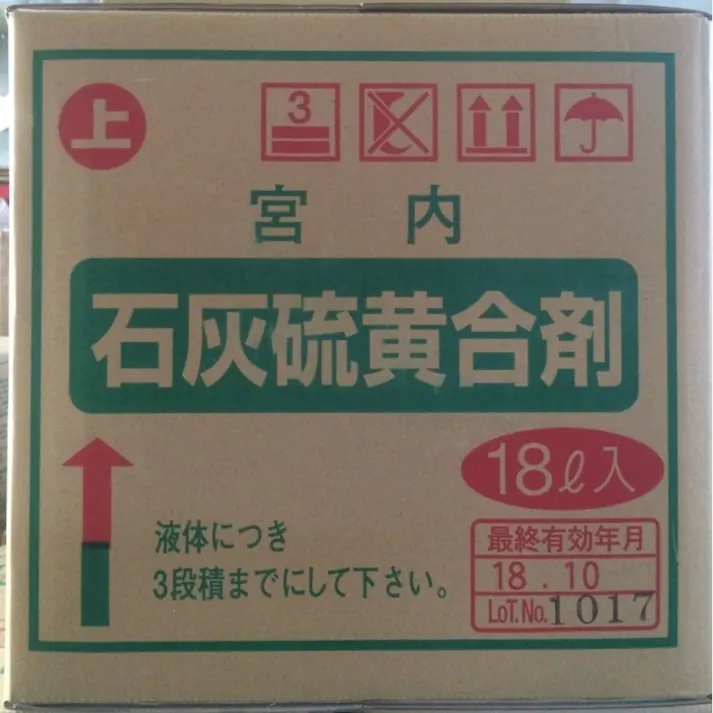 上
3
宮内
石灰硫黄合剤
18ℓ入
液体につき
3段積までにして下さい。
最終有効年月
18.10
LOT.No.1017